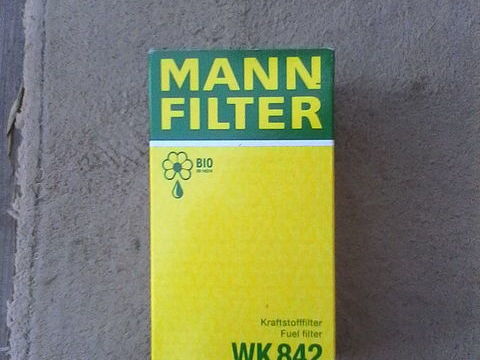 MANN
FILTER
BIO
Kraftstofffilter
Fuel filter
WK 842